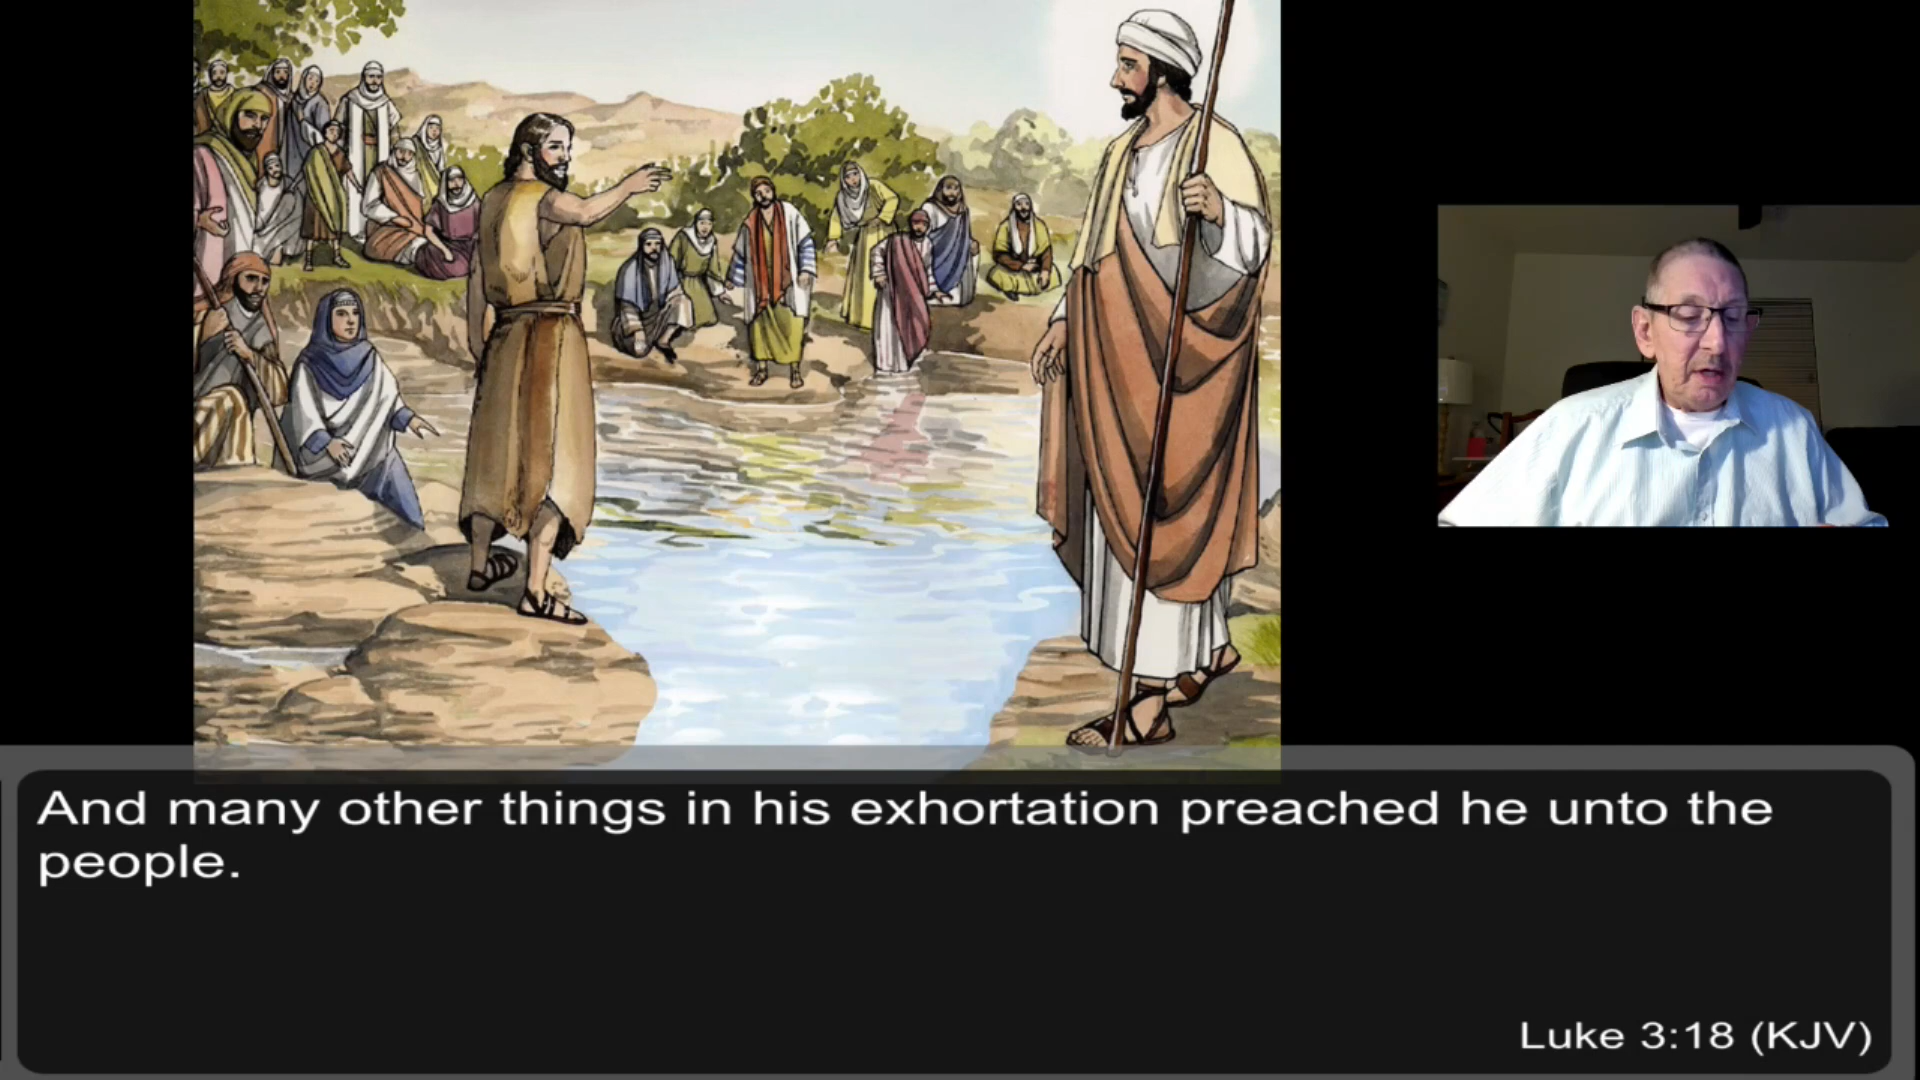 And many other things in his exhortation preached he unto the
people.
Luke 3:18 (KJV)